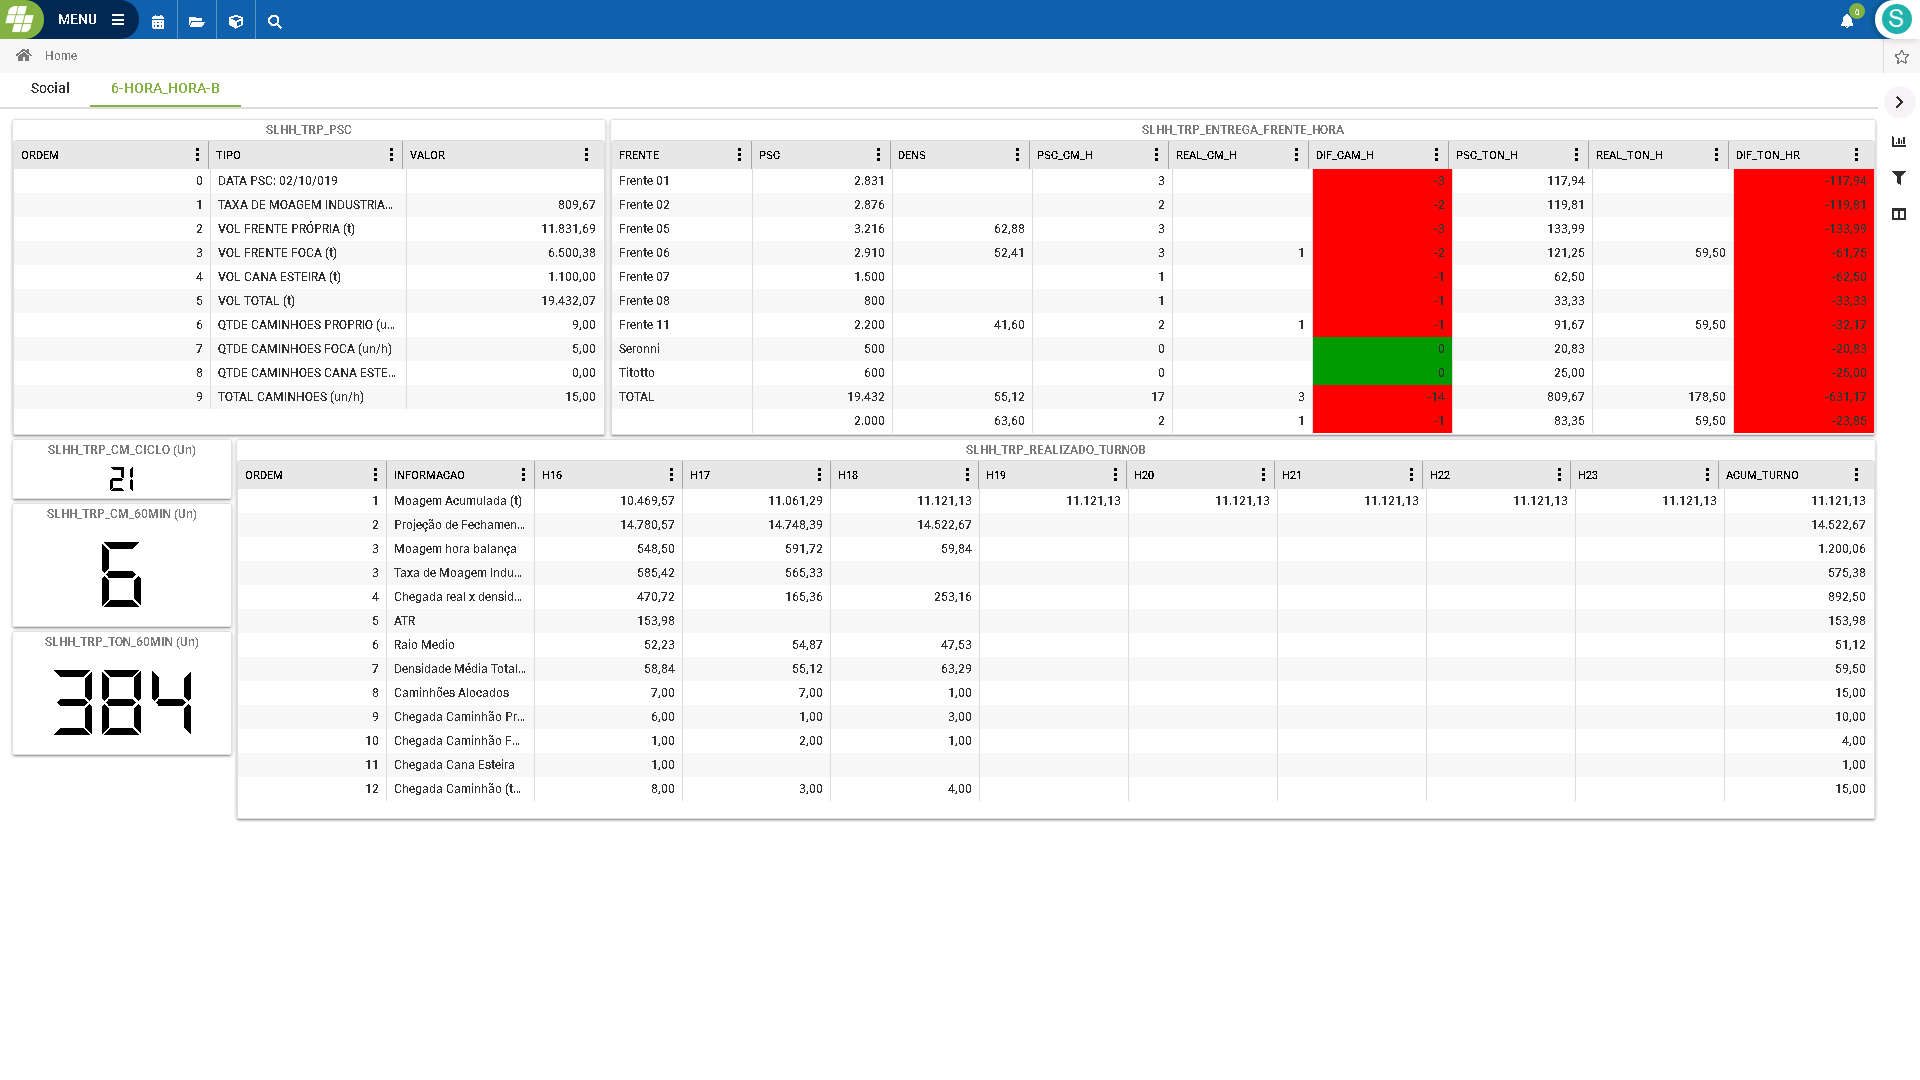 MENU
0
S
Home
Social
6-HORA_HORA-B
SLHH_TRP_PSC
ORDEM TIPO VALOR
0 DATA PSC: 02/10/019
1 TAXA DE MOAGEM INDUSTRIA... 809,67
2 VOL FRENTE PRÓPRIA (t) 11.831,69
3 VOL FRENTE FOCA (t) 6.500,38
4 VOL CANA ESTEIRA (t) 1.100,00
5 VOL TOTAL (t) 19.432,07
6 QTDE CAMINHOES PROPRIO (u... 9,00
7 QTDE CAMINHOES FOCA (un/h) 5,00
8 QTDE CAMINHOES CANA ESTE... 0,00
9 TOTAL CAMINHOES (un/h) 15,00
SLHH_TRP_ENTREGA_FRENTE_HORA
FRENTE PSC DENS PSC_CM_H REAL_CM_H DIF_CAM_H PSC_TON_H REAL_TON_H DIF_TON_HR
Frente 01 2.831 3 -3 117,94 -117,94
Frente 02 2.876 2 -2 119,81 -119,81
Frente 05 3.216 62,88 3 -3 133,99 -133,99
Frente 06 2.910 52,41 3 1 -2 121,25 59,50 -61,75
Frente 07 1.500 1 -1 62,50 -62,50
Frente 08 800 1 -1 33,33 -33,33
Frente 11 2.200 41,60 2 1 -1 91,67 59,50 -32,17
Seronni 500 0 0 20,83 -20,83
Titotto 600 0 0 25,00 -25,00
TOTAL 19.432 55,12 17 3 -14 809,67 178,50 -631,17
2.000 63,60 2 1 -1 83,35 59,50 -23,85
SLHH_TRP_CM_CICLO (Un)
21
SLHH_TRP_CM_60MIN (Un)
6
SLHH_TRP_TON_60MIN (Un)
384
SLHH_TRP_REALIZADO_TURNOB
ORDEM INFORMACAO H16 H17 H18 H19 H20 H21 H22 H23 ACUM_TURNO
1 Moagem Acumulada (t) 10.469,57 11.061,29 11.121,13 11.121,13 11.121,13 11.121,13 11.121,13 11.121,13 11.121,13
2 Projeção de Fechamen... 14.780,57 14.748,39 14.522,67 14.522,67
3 Moagem hora balança 548,50 591,72 59,84 1.200,06
3 Taxa de Moagem Indu... 585,42 565,33 575,38
4 Chegada real x densid... 470,72 165,36 253,16 892,50
5 ATR 153,98 153,98
6 Raio Medio 52,23 54,87 47,53 51,12
7 Densidade Média Total... 58,84 55,12 63,29 59,50
8 Caminhões Alocados 7,00 7,00 1,00 15,00
9 Chegada Caminhão Pr... 6,00 1,00 3,00 10,00
10 Chegada Caminhão F... 1,00 2,00 1,00 4,00
11 Chegada Cana Esteira 1,00 1,00
12 Chegada Caminhão (t... 8,00 3,00 4,00 15,00